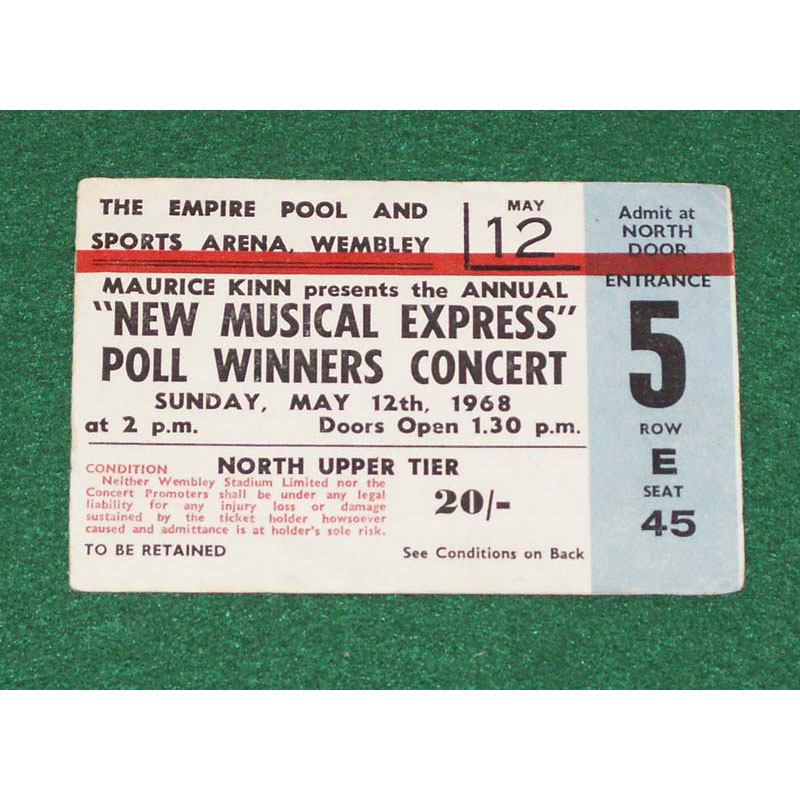 THE EMPIRE POOL AND
SPORTS ARENA, WEMBLEY
MAY
12
MAURICE KINN presents the ANNUAL
"NEW MUSICAL EXPRESS"
POLL WINNERS CONCERT
SUNDAY, MAY 12th, 1968
at 2 p.m. Doors Open 1.30 p.m.
CONDITION NORTH UPPER TIER
Neither Wembley Stadium Limited nor the
Concert Promoters shall be under any legal
liability for any injury loss or damage
sustained by the ticket holder howsoever
caused and admittance is at holder's sole risk.
20/-
TO BE RETAINED See Conditions on Back
Admit at
NORTH
DOOR
ENTRANCE
5
ROW
E
SEAT
45